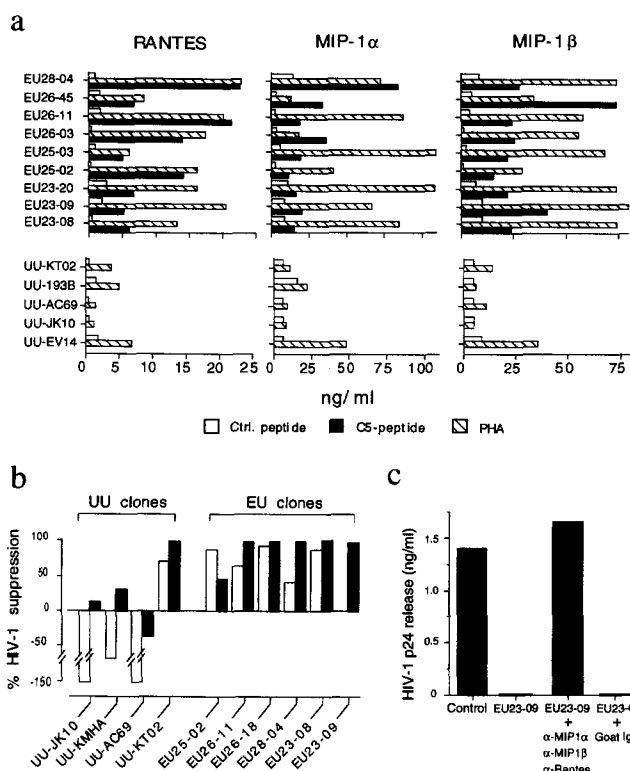 a
RANTES MIP-1α MIP-1β
EU28-04
EU26-45
EU26-11
EU26-03
EU25-03
EU25-02
EU23-20
EU23-09
EU23-08
UU-KT02
UU-193B
UU-AC69
UU-JK10
UU-EV14
0 5 10 15 20 25 0 25 50 75 100 0 25 50 75
ng/ ml
Ctrl. peptide C5-peptide PHA
b
UU clones EU clones
% HIV-1 suppression
100
50
0
-50
-150
UU-JK10
UU-KMHA
UU-AC69
UU-KT02
EU25-02
EU26-11
EU26-18
EU28-04
EU23-08
EU23-09
c
HIV-1 p24 release (ng/ml)
1.5
0.5
0
Control EU23-09 EU23-09 EU23-0
+ +
α-MIP1α Goat Ig
α-MIP1β
α-Rantes